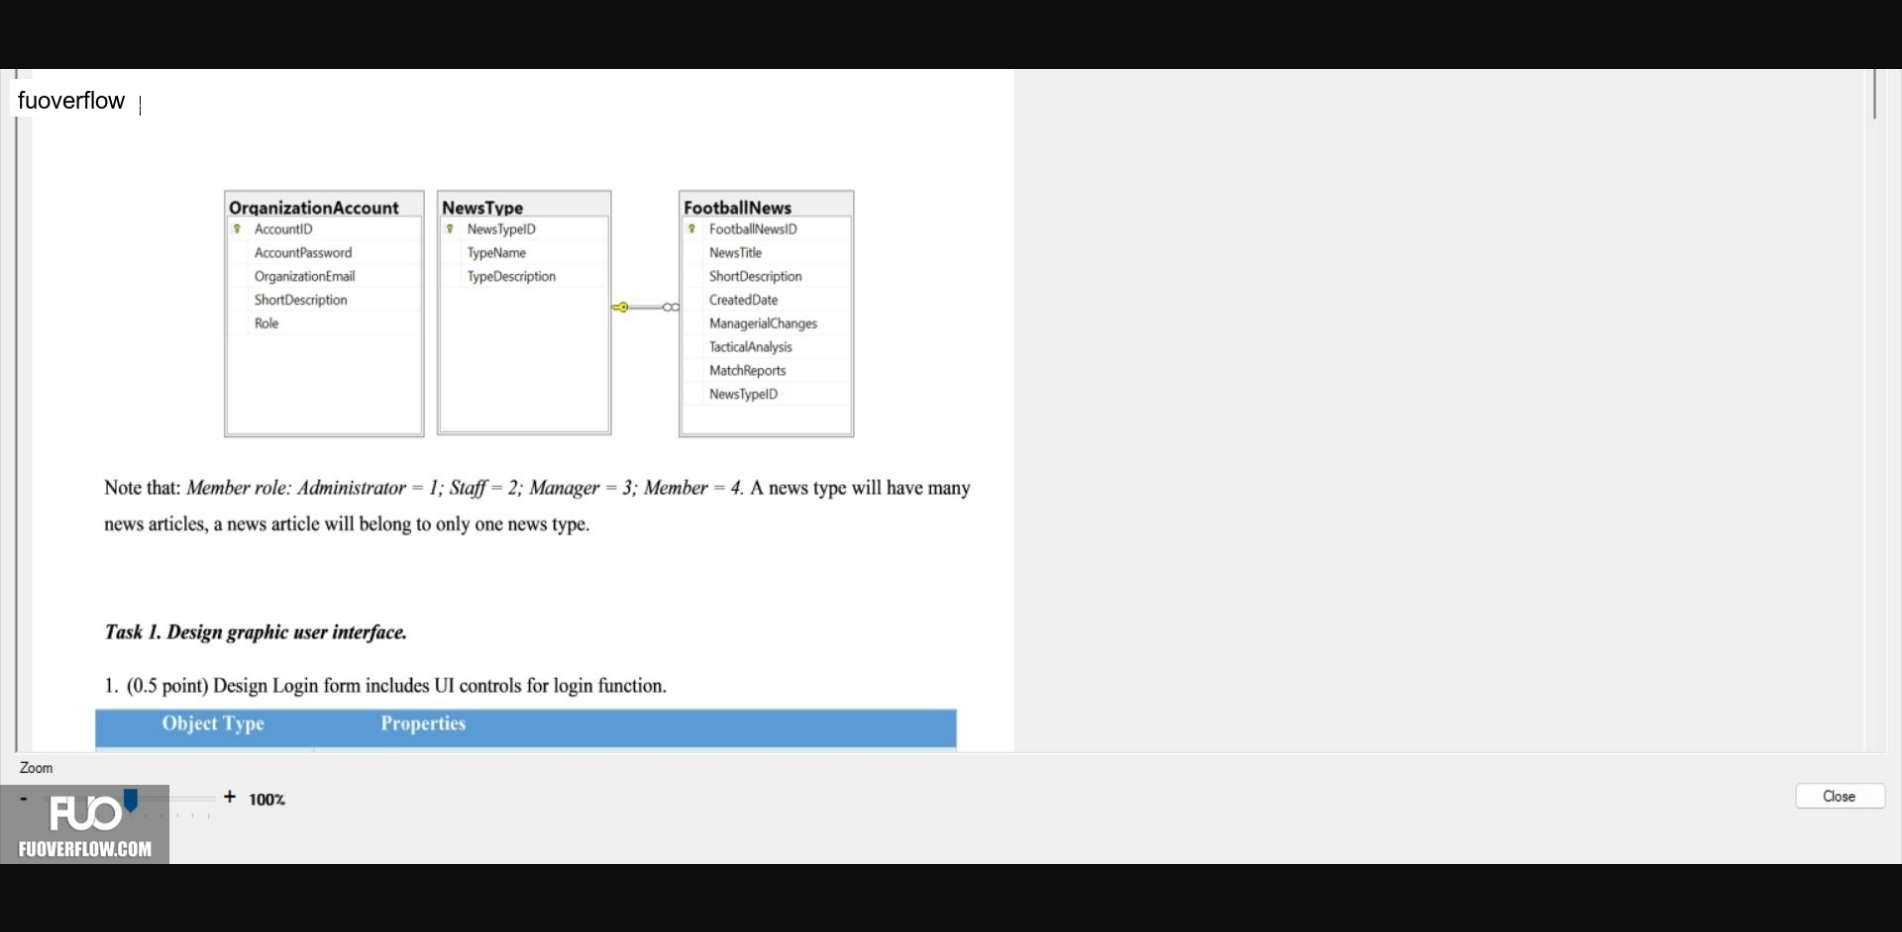 fuoverflow
OrganizationAccount
AccountID
AccountPassword
OrganizationEmail
ShortDescription
Role
NewsType
NewsTypeID
TypeName
TypeDescription
FootballNews
FootballNewsID
NewsTitle
ShortDescription
CreatedDate
ManagerialChanges
TacticalAnalysis
MatchReports
NewsTypeID
Note that: Member role: Administrator = 1; Staff = 2; Manager = 3; Member = 4. A news type will have many
news articles, a news article will belong to only one news type.
Task 1. Design graphic user interface.
1. (0.5 point) Design Login form includes UI controls for login function.
Object Type Properties
Zoom
- + 100%
Close
FUO
FUOVERFLOW.COM